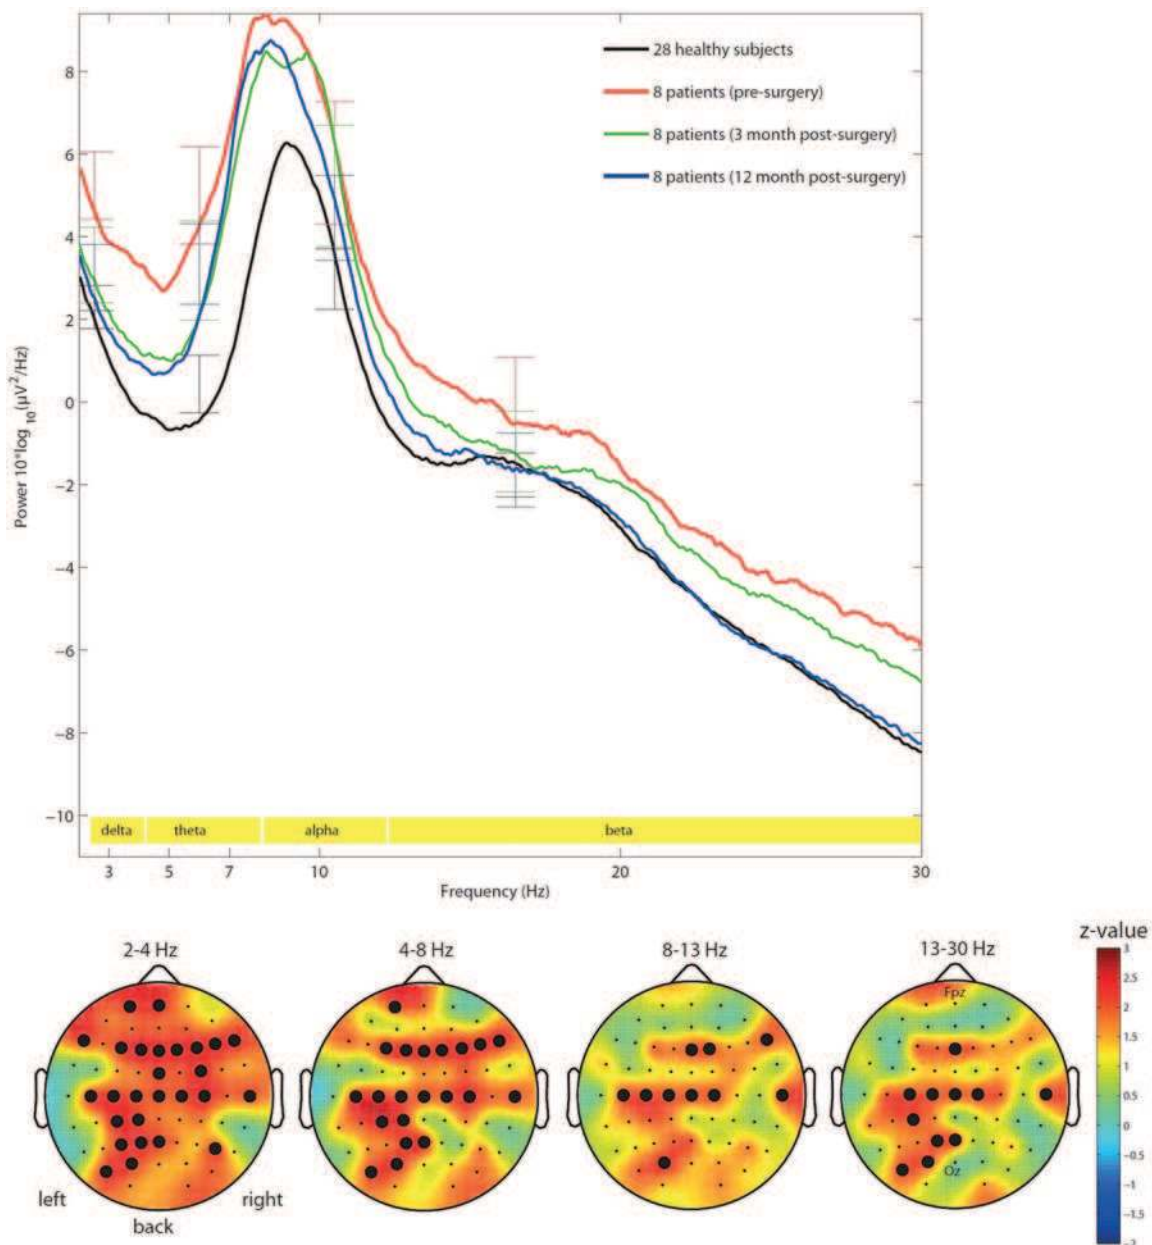 28 healthy subjects
8 patients (pre-surgery)
8 patients (3 month post-surgery)
8 patients (12 month post-surgery)
8
6
4
2
0
−2
−4
−6
−8
−10
Power 10*log 10(µV²/Hz)
delta theta alpha beta
3 5 7 10 20 30
Frequency (Hz)
2-4 Hz 4-8 Hz 8-13 Hz 13-30 Hz
z-value
Fpz
Oz
left right
back
3
2.5
2
1.5
1
0.5
0
−0.5
−1
−1.5
−2